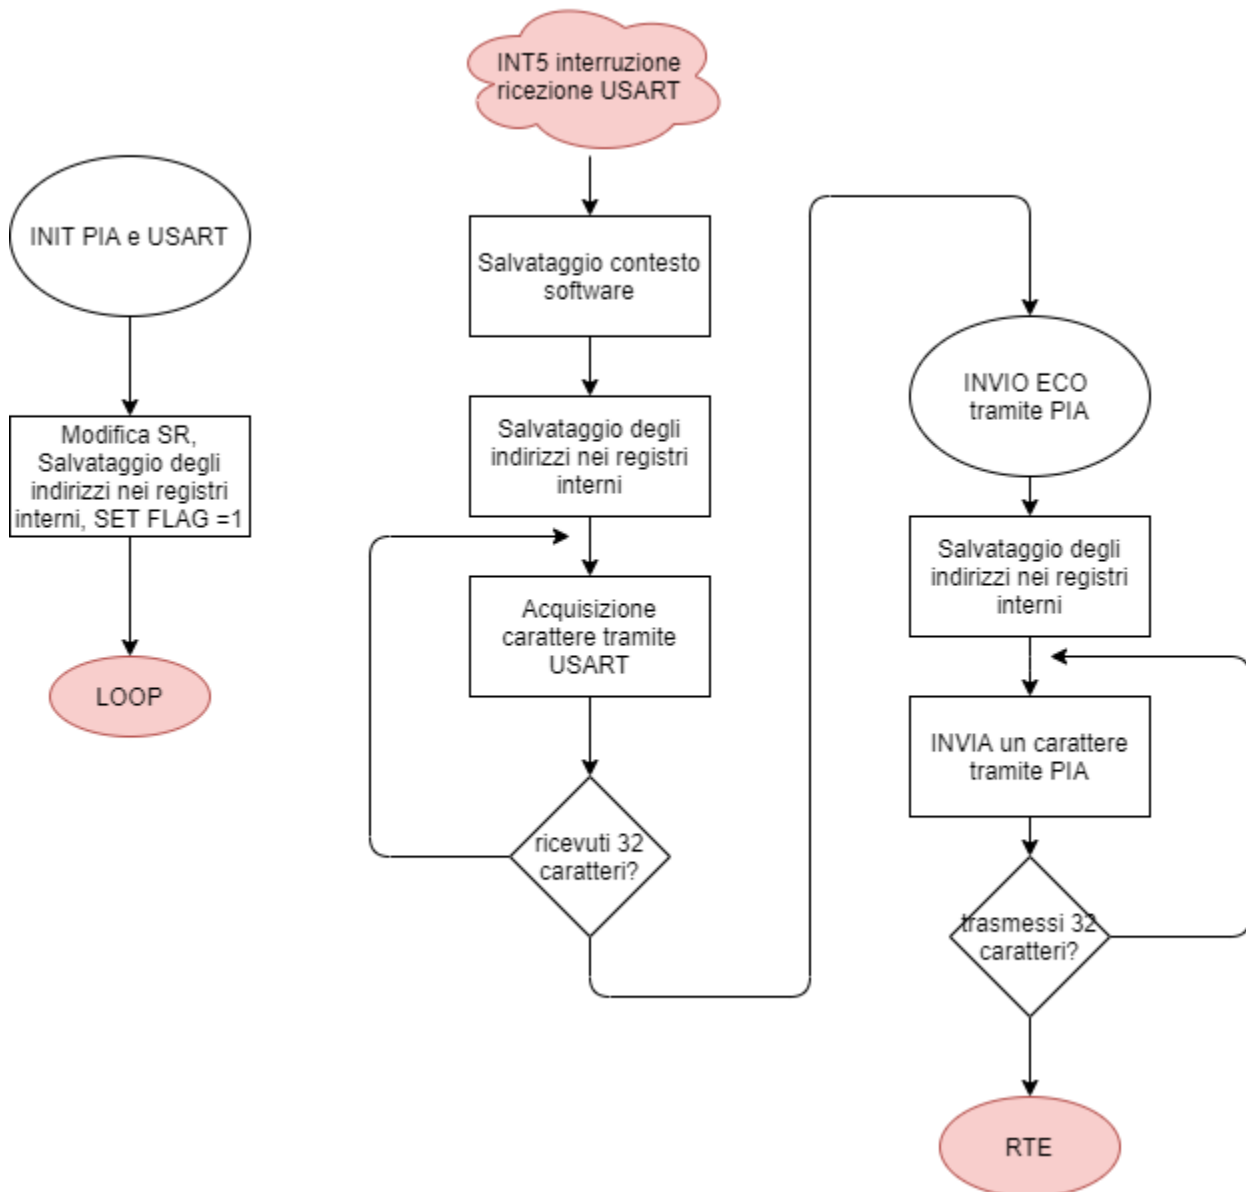 INIT PIA e USART
Modifica SR,
Salvataggio degli
indirizzi nei registri
interni, SET FLAG =1
LOOP
INT5 interruzione
ricezione USART
Salvataggio contesto
software
Salvataggio degli
indirizzi nei registri
interni
Acquisizione
carattere tramite
USART
ricevuti 32
caratteri?
INVIO ECO
tramite PIA
Salvataggio degli
indirizzi nei registri
interni
INVIA un carattere
tramite PIA
trasmessi 32
caratteri?
RTE